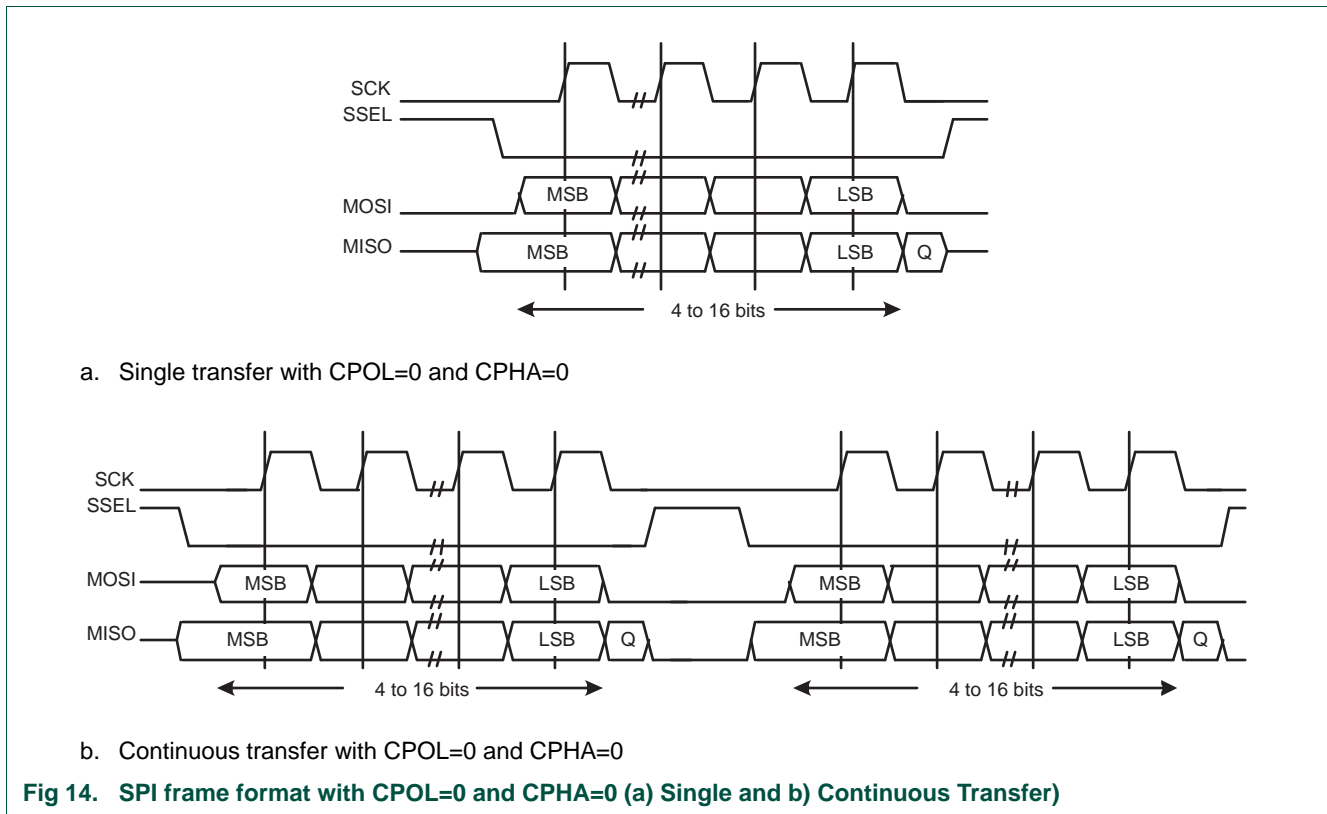 SCK
SSEL
MOSI
MSB
LSB
MISO
MSB
LSB
Q
4 to 16 bits
a. Single transfer with CPOL=0 and CPHA=0
SCK
SSEL
MOSI
MSB
LSB
MSB
LSB
MISO
MSB
LSB
Q
MSB
LSB
Q
4 to 16 bits
4 to 16 bits
b. Continuous transfer with CPOL=0 and CPHA=0
Fig 14. SPI frame format with CPOL=0 and CPHA=0 (a) Single and b) Continuous Transfer)